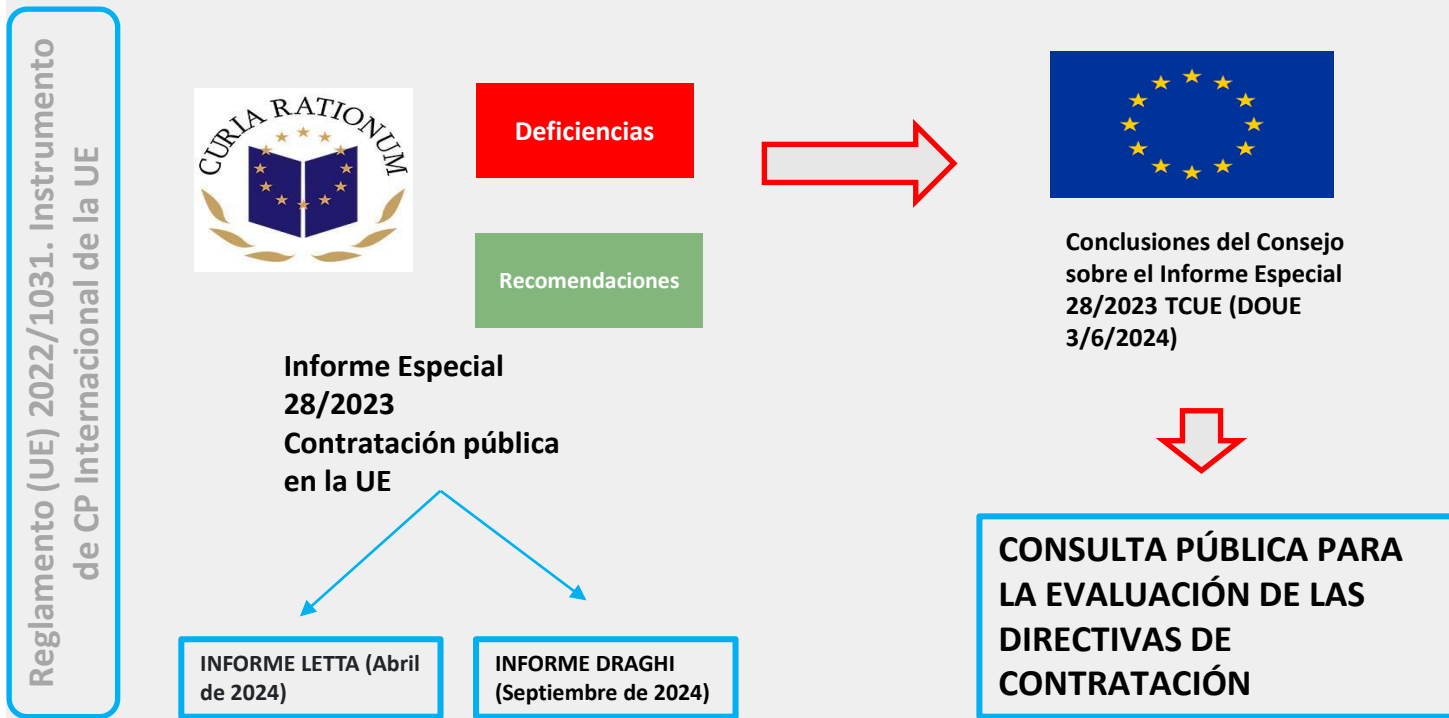 Reglamento (UE) 2022/1031. Instrumento
de CP Internacional de la UE
CURIA RATIONUM
Deficiencias
Recomendaciones
Informe Especial
28/2023
Contratación pública
en la UE
INFORME LETTA (Abril
de 2024)
INFORME DRAGHI
(Septiembre de 2024)
Conclusiones del Consejo
sobre el Informe Especial
28/2023 TCUE (DOUE
3/6/2024)
CONSULTA PÚBLICA PARA
LA EVALUACIÓN DE LAS
DIRECTIVAS DE
CONTRATACIÓN